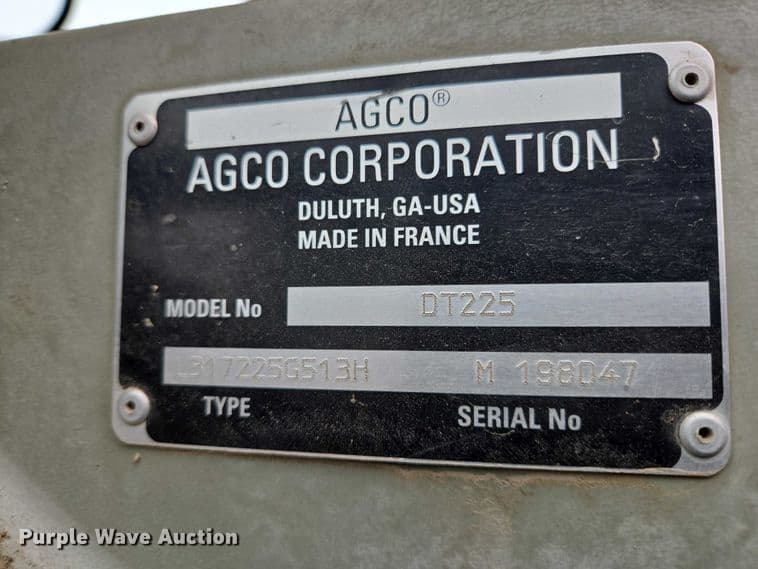 AGCO®
AGCO CORPORATION
DULUTH, GA-USA
MADE IN FRANCE
MODEL No DT225
L317225G513H M 198047
TYPE SERIAL No
Purple Wave Auction